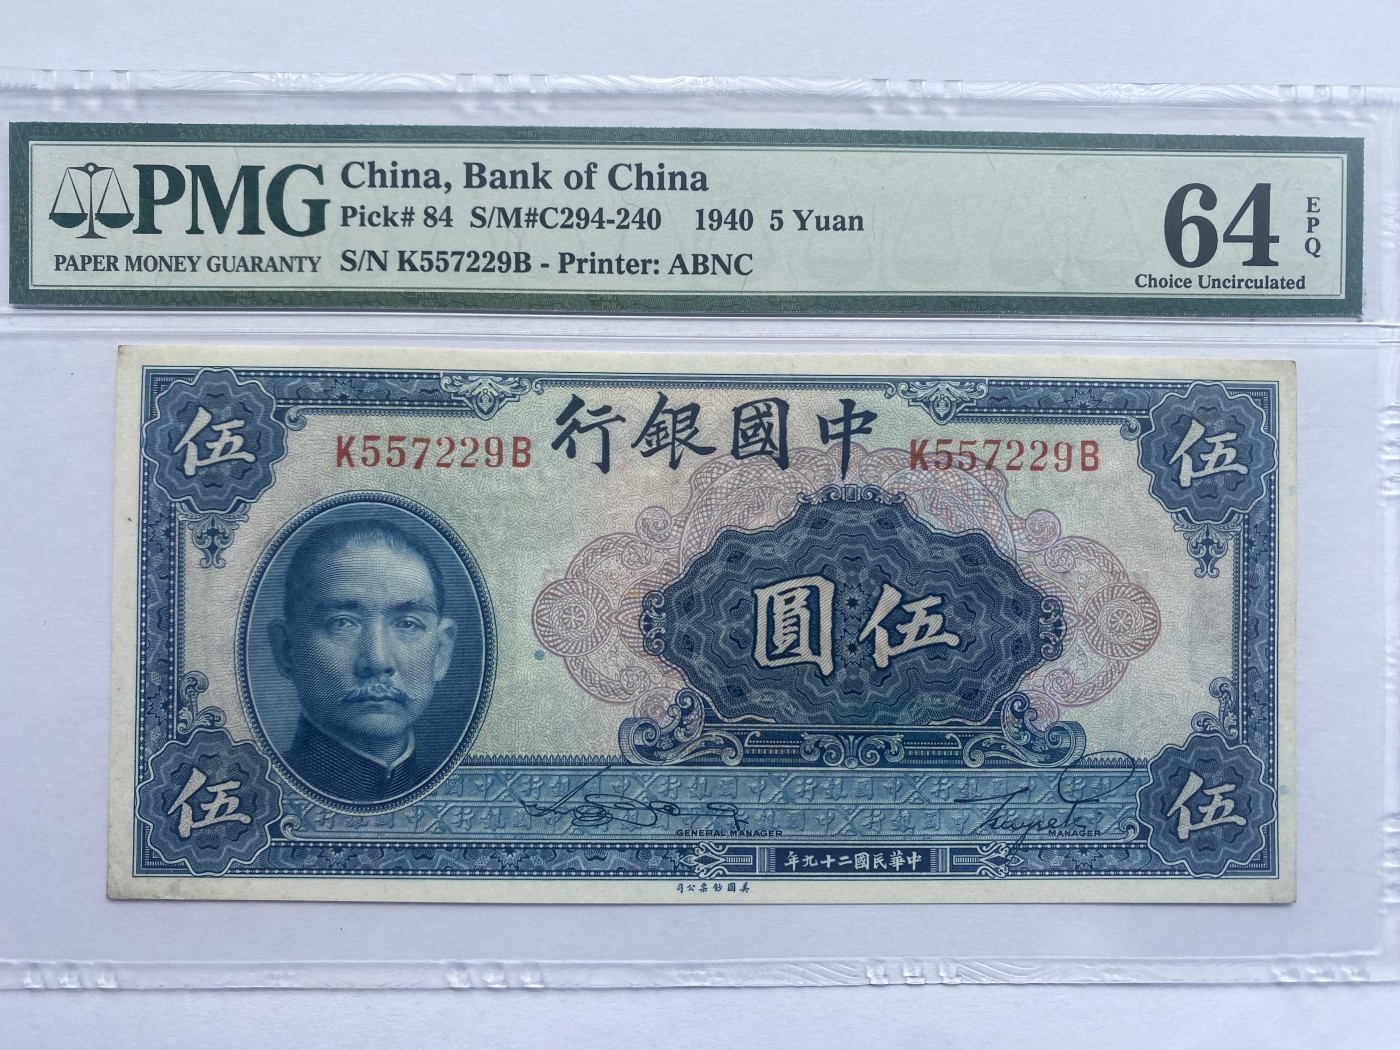 PMG
PAPER MONEY GUARANTY
China, Bank of China
Pick# 84 S/M#C294-240 1940 5 Yuan
S/N K557229B - Printer: ABNC
64
EPQ
Choice Uncirculated
伍
K557229B
行銀國中
K557229B
伍
圓伍
伍
GENERAL MANAGER
MANAGER
伍
年九十二國民華中
司公票鈔國美